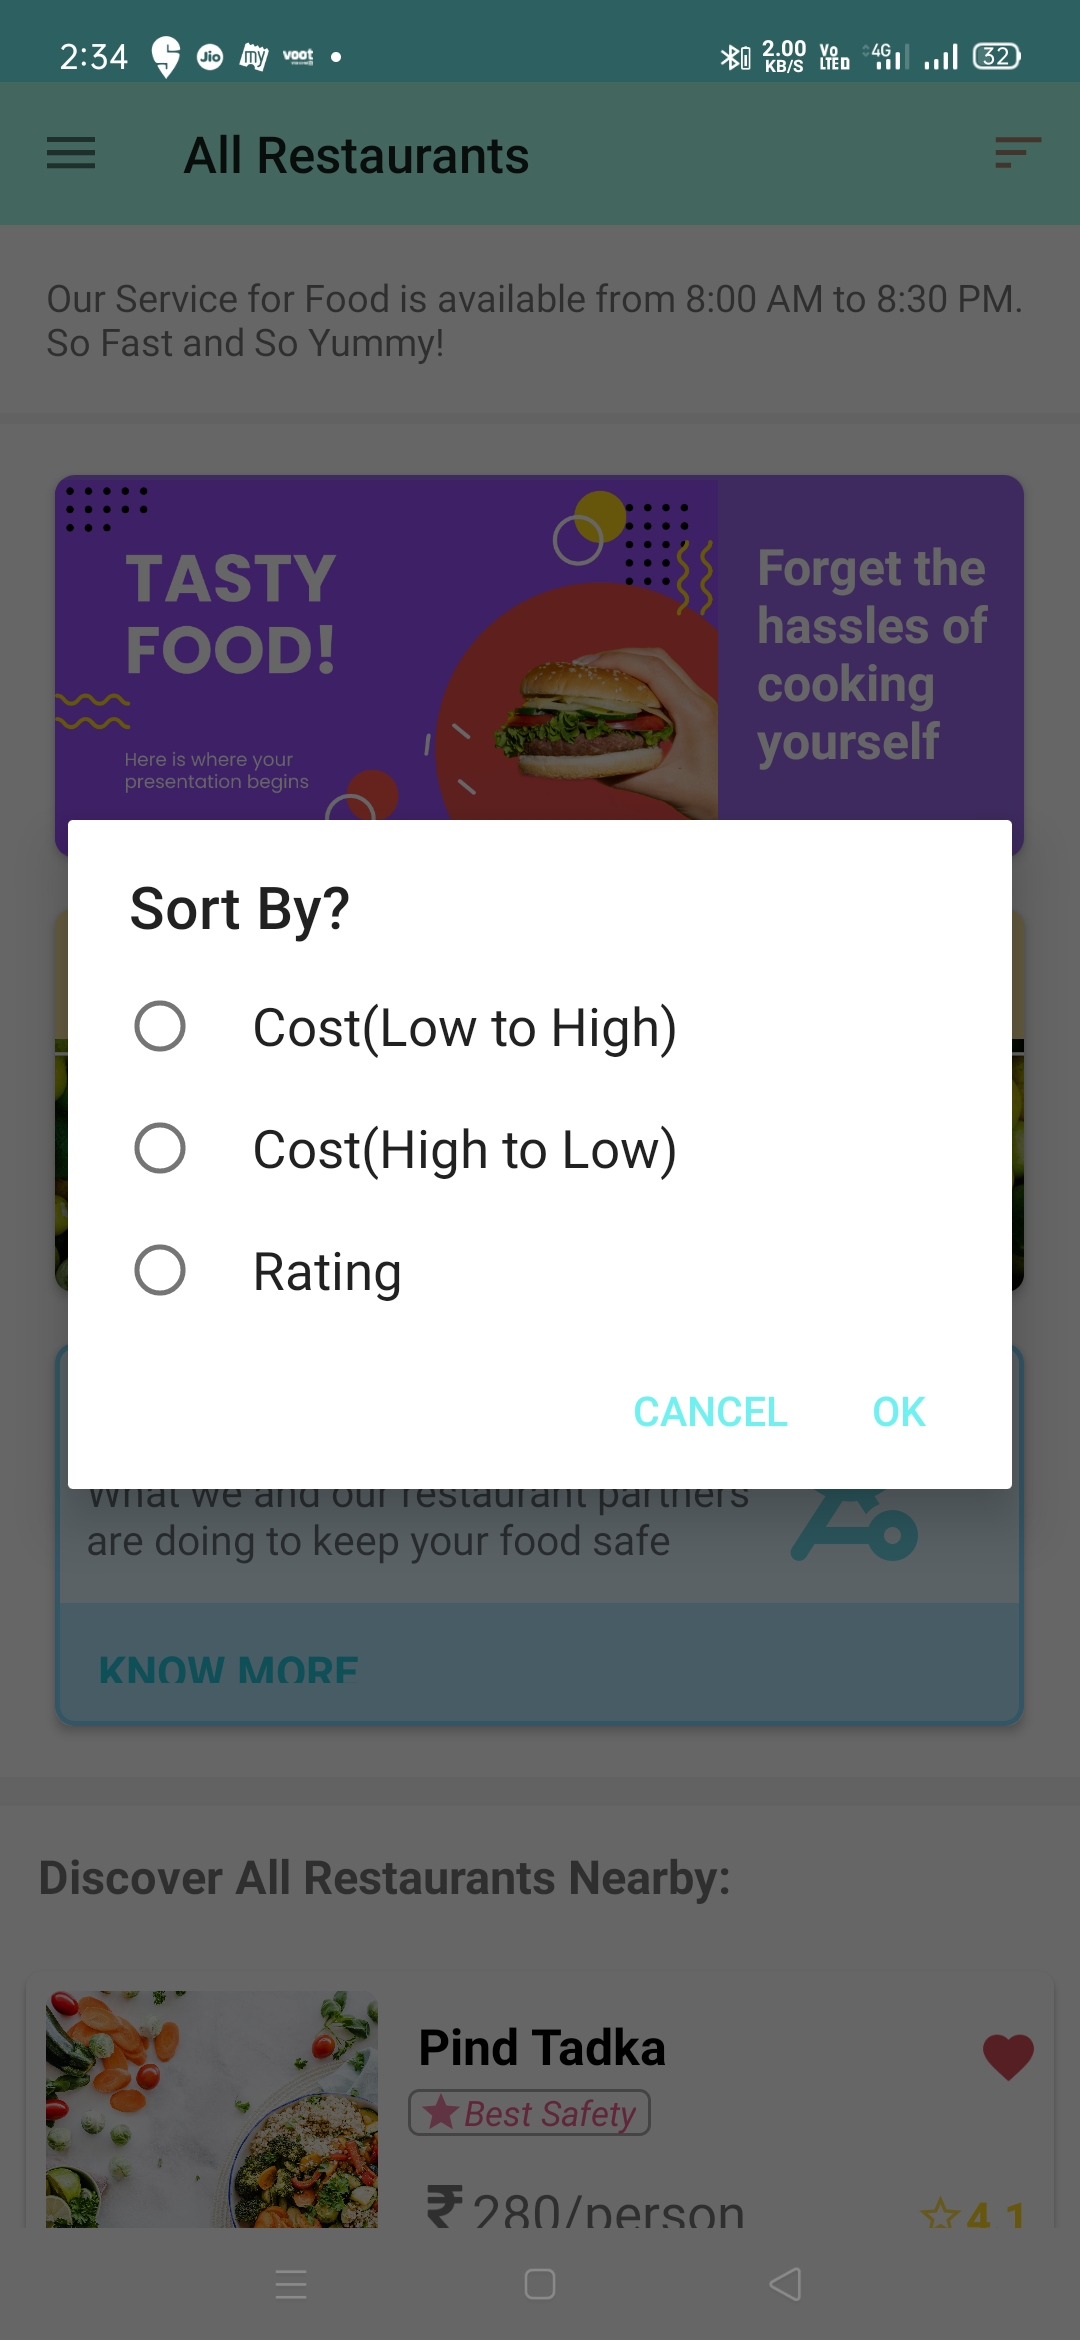 2:34
Jio
my
voot
2.00
KB/S
Vo
LTE
4G
32
All Restaurants
Our Service for Food is available from 8:00 AM to 8:30 PM.
So Fast and So Yummy!
TASTY
FOOD!
Here is where your
presentation begins
Forget the
hassles of
cooking
yourself
Sort By?
Cost(Low to High)
Cost(High to Low)
Rating
CANCEL
OK
What we and our restaurant partners
are doing to keep your food safe
KNOW MORE
Discover All Restaurants Nearby:
Pind Tadka
Best Safety
₹ 280/person
4.1